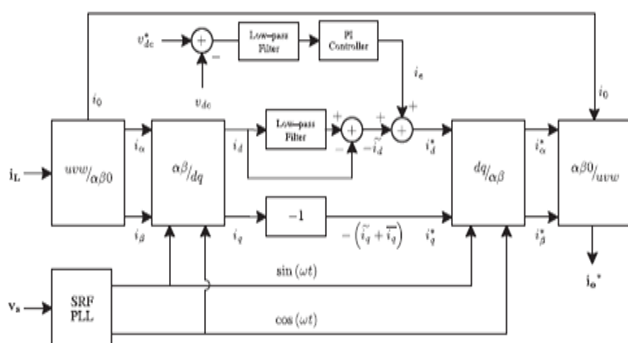 v*dc
Low-pass Filter
PI Controller
vdc
i0
ie
i0
iL
uvw/αβ0
iα
iβ
αβ/dq
id
Low-pass Filter
-ĩd
i*d
dq/αβ
i*α
αβ0/uvw
iq
-1
-(ĩq + īq)
i*q
i*β
sin (ωt)
vs
SRF PLL
cos (ωt)
io*
+
−
+
−
+
+